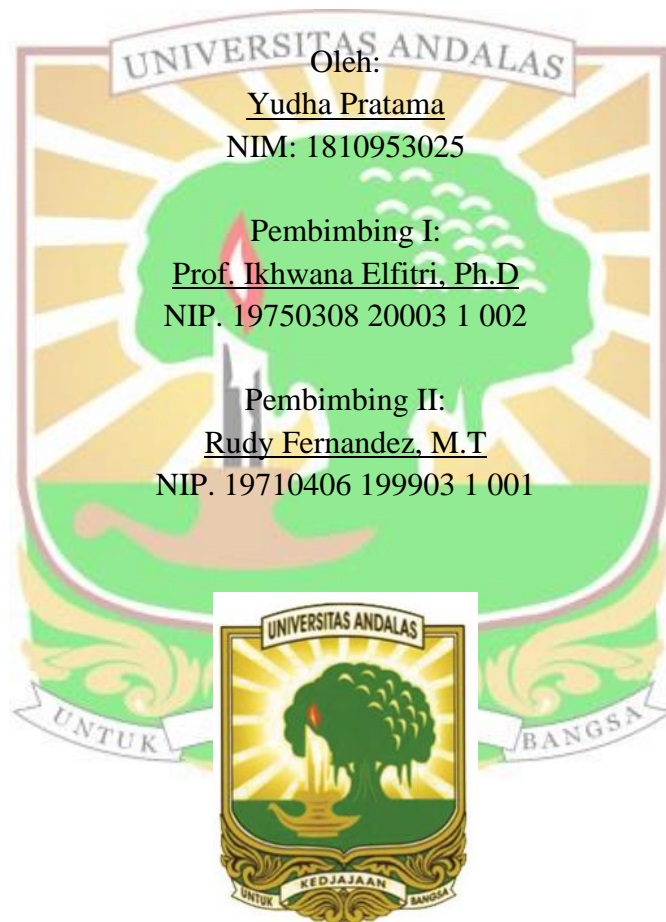 UNIVERSITAS ANDALAS
Oleh:
Yudha Pratama
NIM: 1810953025
Pembimbing I:
Prof. Ikhwana Elfitri, Ph.D
NIP. 19750308 20003 1 002
Pembimbing II:
Rudy Fernandez, M.T
NIP. 19710406 199903 1 001
UNIVERSITAS ANDALAS
UNTUK BANGSA
UNTUK KEDJAJAAN BANGSA